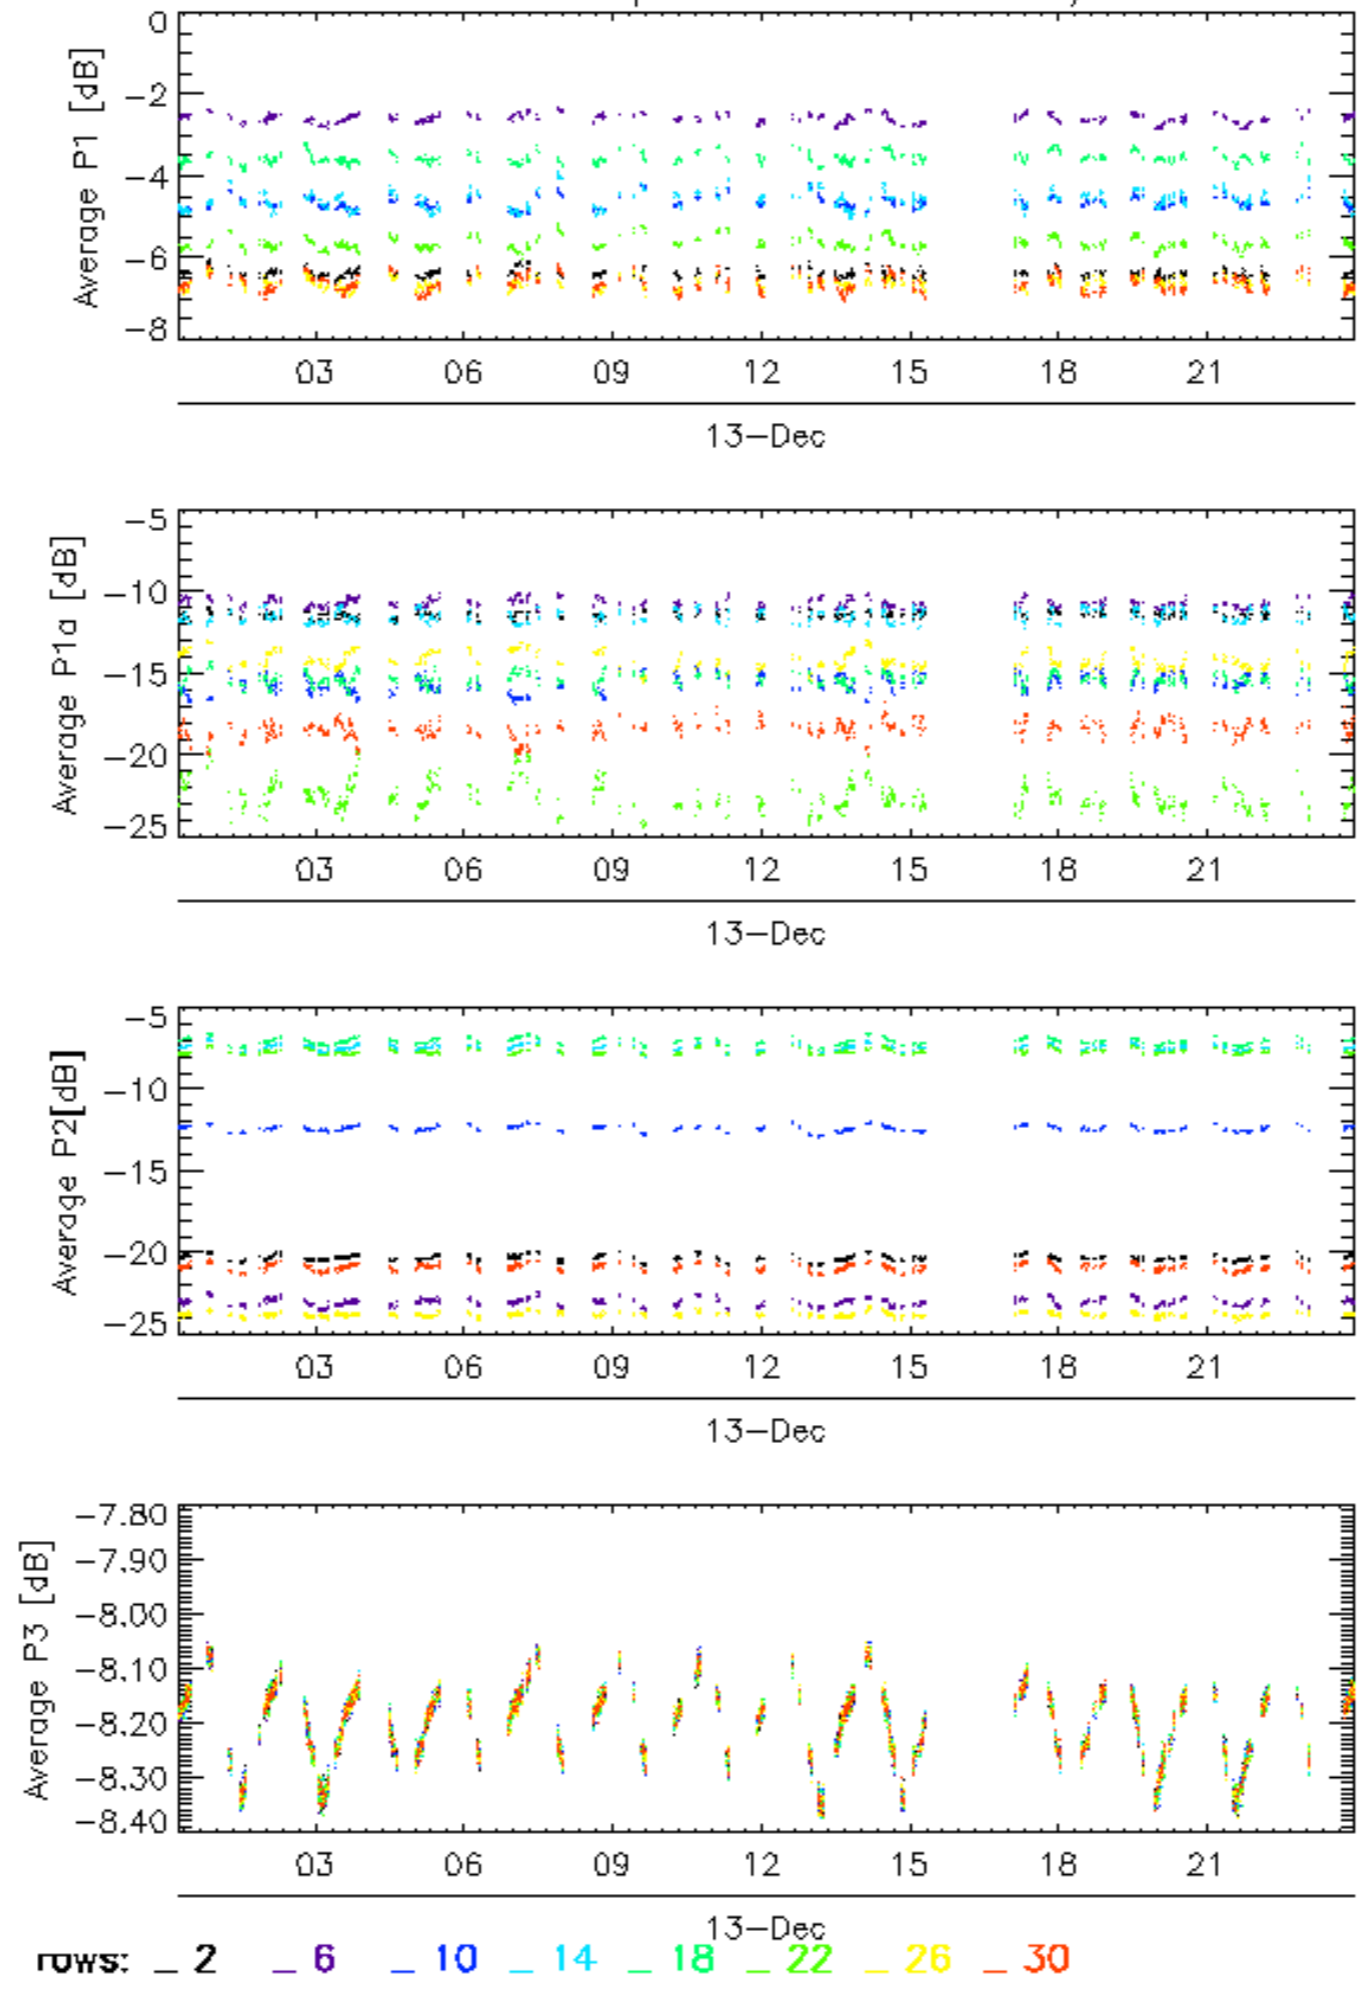 0
−2
−4
−6
−8
Average P1 [dB]
03 06 09 12 15 18 21
13−Dec
−5
−10
−15
−20
−25
Average P1a [dB]
03 06 09 12 15 18 21
13−Dec
−5
−10
−15
−20
−25
Average P2[dB]
03 06 09 12 15 18 21
13−Dec
−7.80
−7.90
−8.00
−8.10
−8.20
−8.30
−8.40
Average P3 [dB]
03 06 09 12 15 18 21
13−Dec
rows: _ 2 _ 6 _ 10 _ 14 _ 18 _ 22 _ 26 _ 30